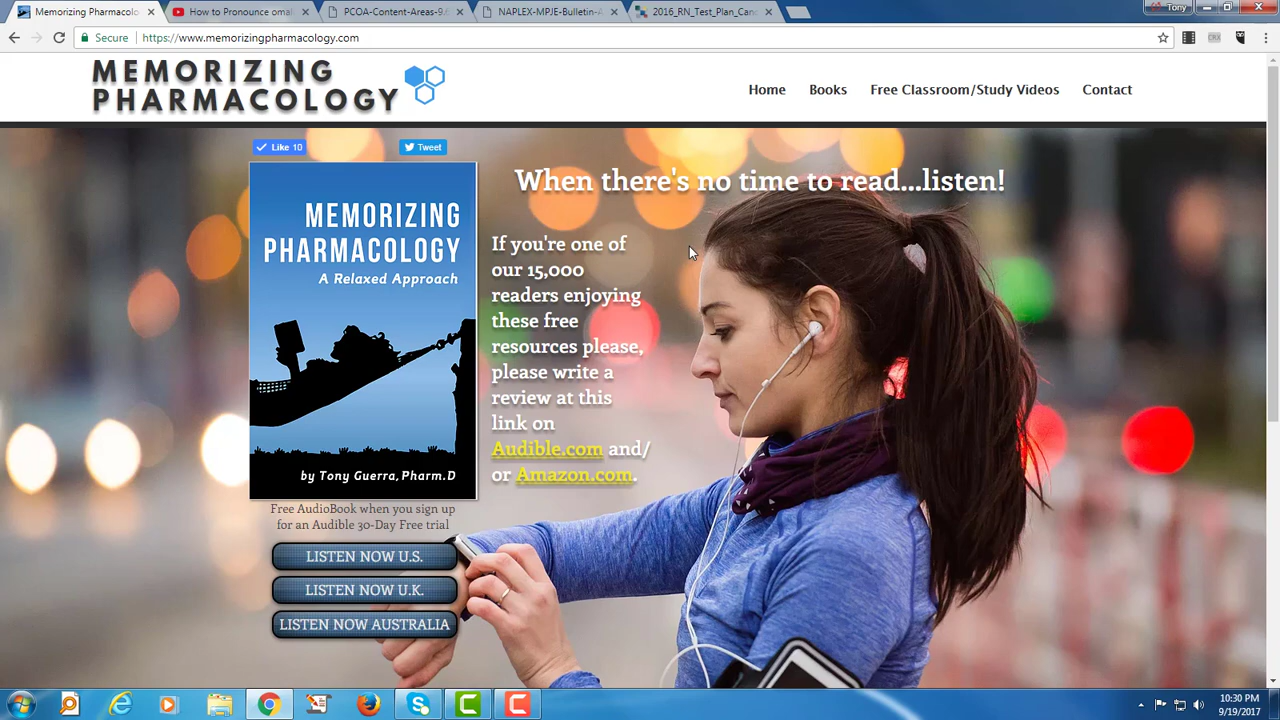 Memorizing Pharmacolo
How to Pronounce omal
PCOA-Content-Areas-9.6
NAPLEX-MPJE-Bulletin-A
2016_RN_Test_Plan_Cand
Tony
Secure
https://www.memorizingpharmacology.com
MEMORIZING
PHARMACOLOGY
Home
Books
Free Classroom/Study Videos
Contact
Like 10
Tweet
MEMORIZING
PHARMACOLOGY
A Relaxed Approach
by Tony Guerra, Pharm.D
When there's no time to read...listen!
If you're one of
our 15,000
readers enjoying
these free
resources please,
please write a
review at this
link on
Audible.com and/
or Amazon.com.
Free AudioBook when you sign up
for an Audible 30-Day Free trial
LISTEN NOW U.S.
LISTEN NOW U.K.
LISTEN NOW AUSTRALIA
10:30 PM
9/19/2017